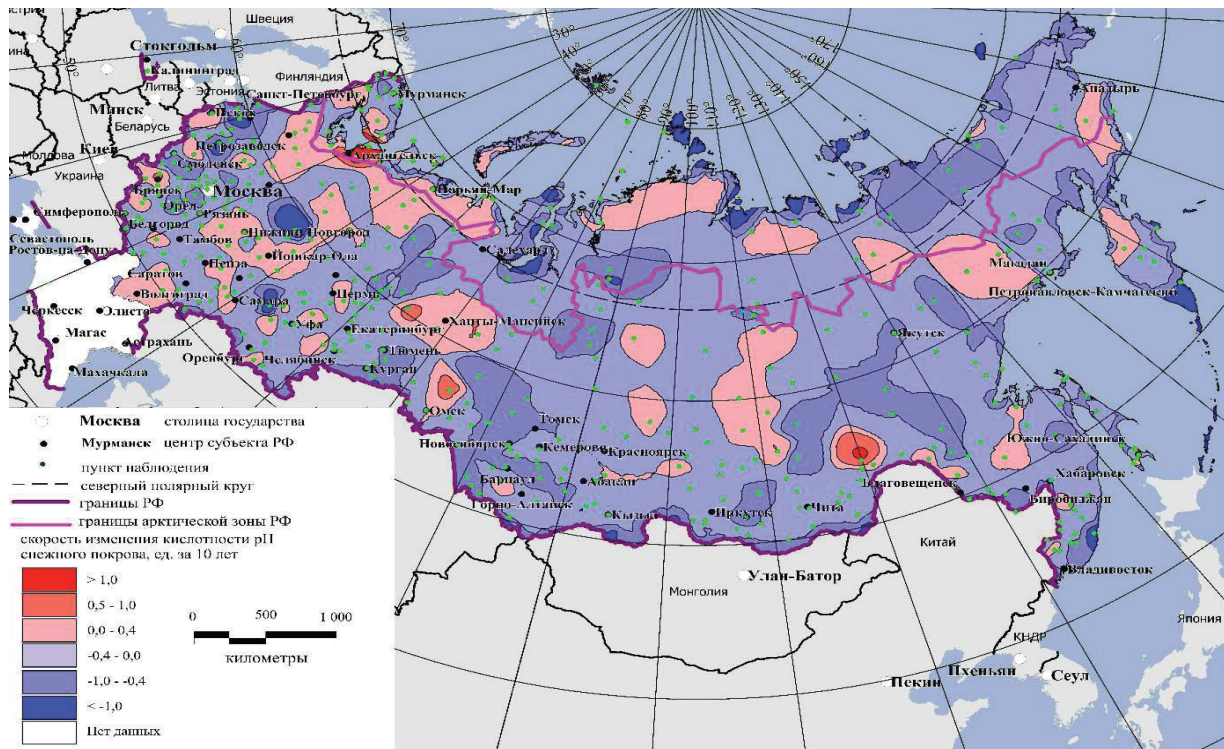 Швеция
Стокгольм
Калининград
Литва
Эстония
Финляндия
Санкт-Петербург
Мурманск
Минск
Беларусь
Псков
Киев
Молдова
Украина
Петрозаводск
Смоленск
Архангельск
Брянск
Москва
Нарьян-Мар
Анадырь
Симферополь
Орёл
Рязань
Белгород
Севастополь
Тамбов
Нижний Новгород
Салехард
Ростов-на-Дону
Пенза
Йошкар-Ола
Магадан
Саратов
Волгоград
Самара
Пермь
Петропавловск-Камчатский
Черкесск
Элиста
Уфа
Ханты-Мансийск
Екатеринбург
Якутск
Магас
Астрахань
Оренбург
Челябинск
Тюмень
Курган
Махачкала
Омск
Томск
Новосибирск
Кемерово
Красноярск
Южно-Сахалинск
Барнаул
Абакан
Благовещенск
Хабаровск
Биробиджан
Горно-Алтайск
Кызыл
Иркутск
Чита
Китай
Улан-Батор
Монголия
Владивосток
Япония
КНДР
Пхеньян
Пекин
Сеул
Москва столица государства
Мурманск центр субъекта РФ
пункт наблюдения
северный полярный круг
границы РФ
границы арктической зоны РФ
скорость изменения кислотности pH
снежного покрова, ед. за 10 лет
> 1,0
0,5 - 1,0
0,0 - 0,4
-0,4 - 0,0
-1,0 - -0,4
< -1,0
Нет данных
0 500 1 000
километры